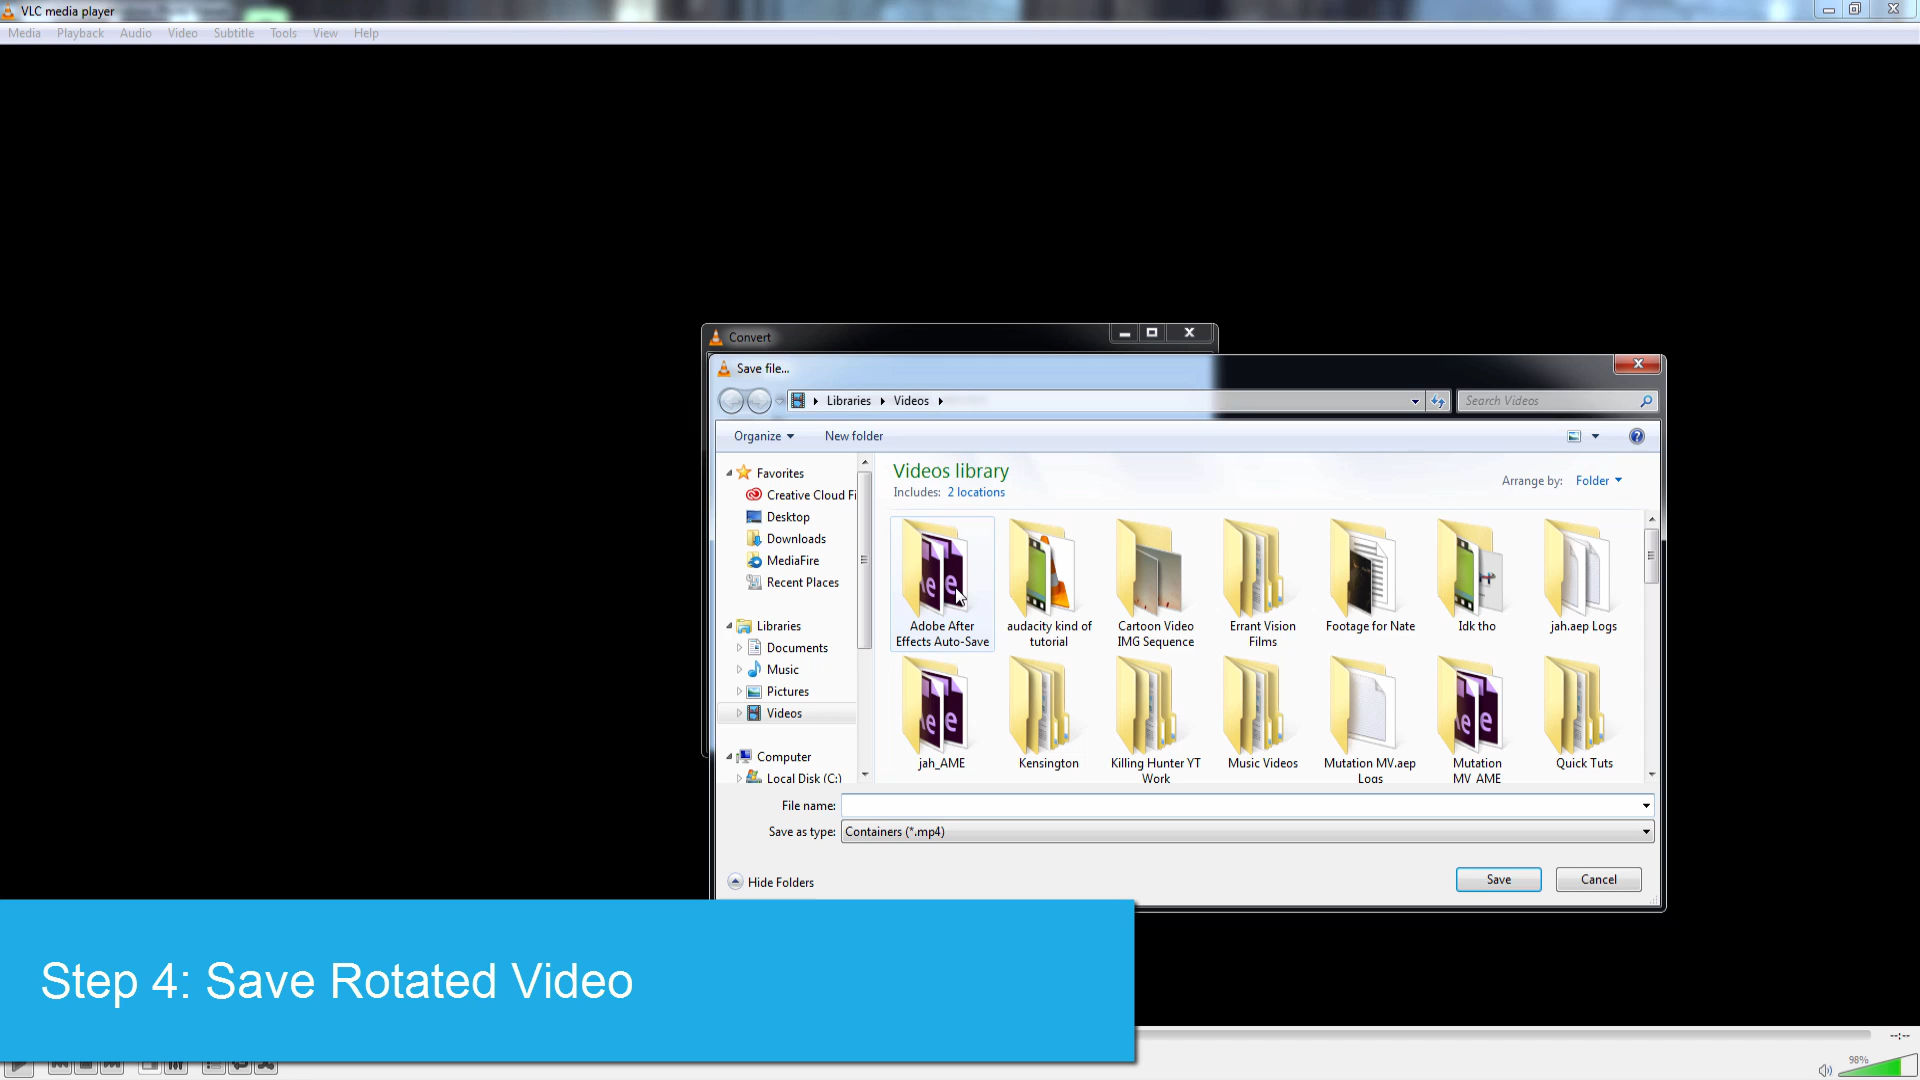 VLC media player
Media Playback Audio Video Subtitle Tools View Help
Convert
Save file...
Libraries Videos
Search Videos
Organize New folder
Favorites
Creative Cloud Fi
Desktop
Downloads
MediaFire
Recent Places
Libraries
Documents
Music
Pictures
Videos
Computer
Local Disk (C:)
Videos library
Includes: 2 locations
Arrange by: Folder
Adobe After
Effects Auto-Save
audacity kind of
tutorial
Cartoon Video
IMG Sequence
Errant Vision
Films
Footage for Nate
Idk tho
jah.aep Logs
jah_AME
Kensington
Killing Hunter YT
Work
Music Videos
Mutation MV.aep
Logs
Mutation
MV_AME
Quick Tuts
File name:
Save as type: Containers (*.mp4)
Hide Folders
Save Cancel
Step 4: Save Rotated Video
--:--
98%